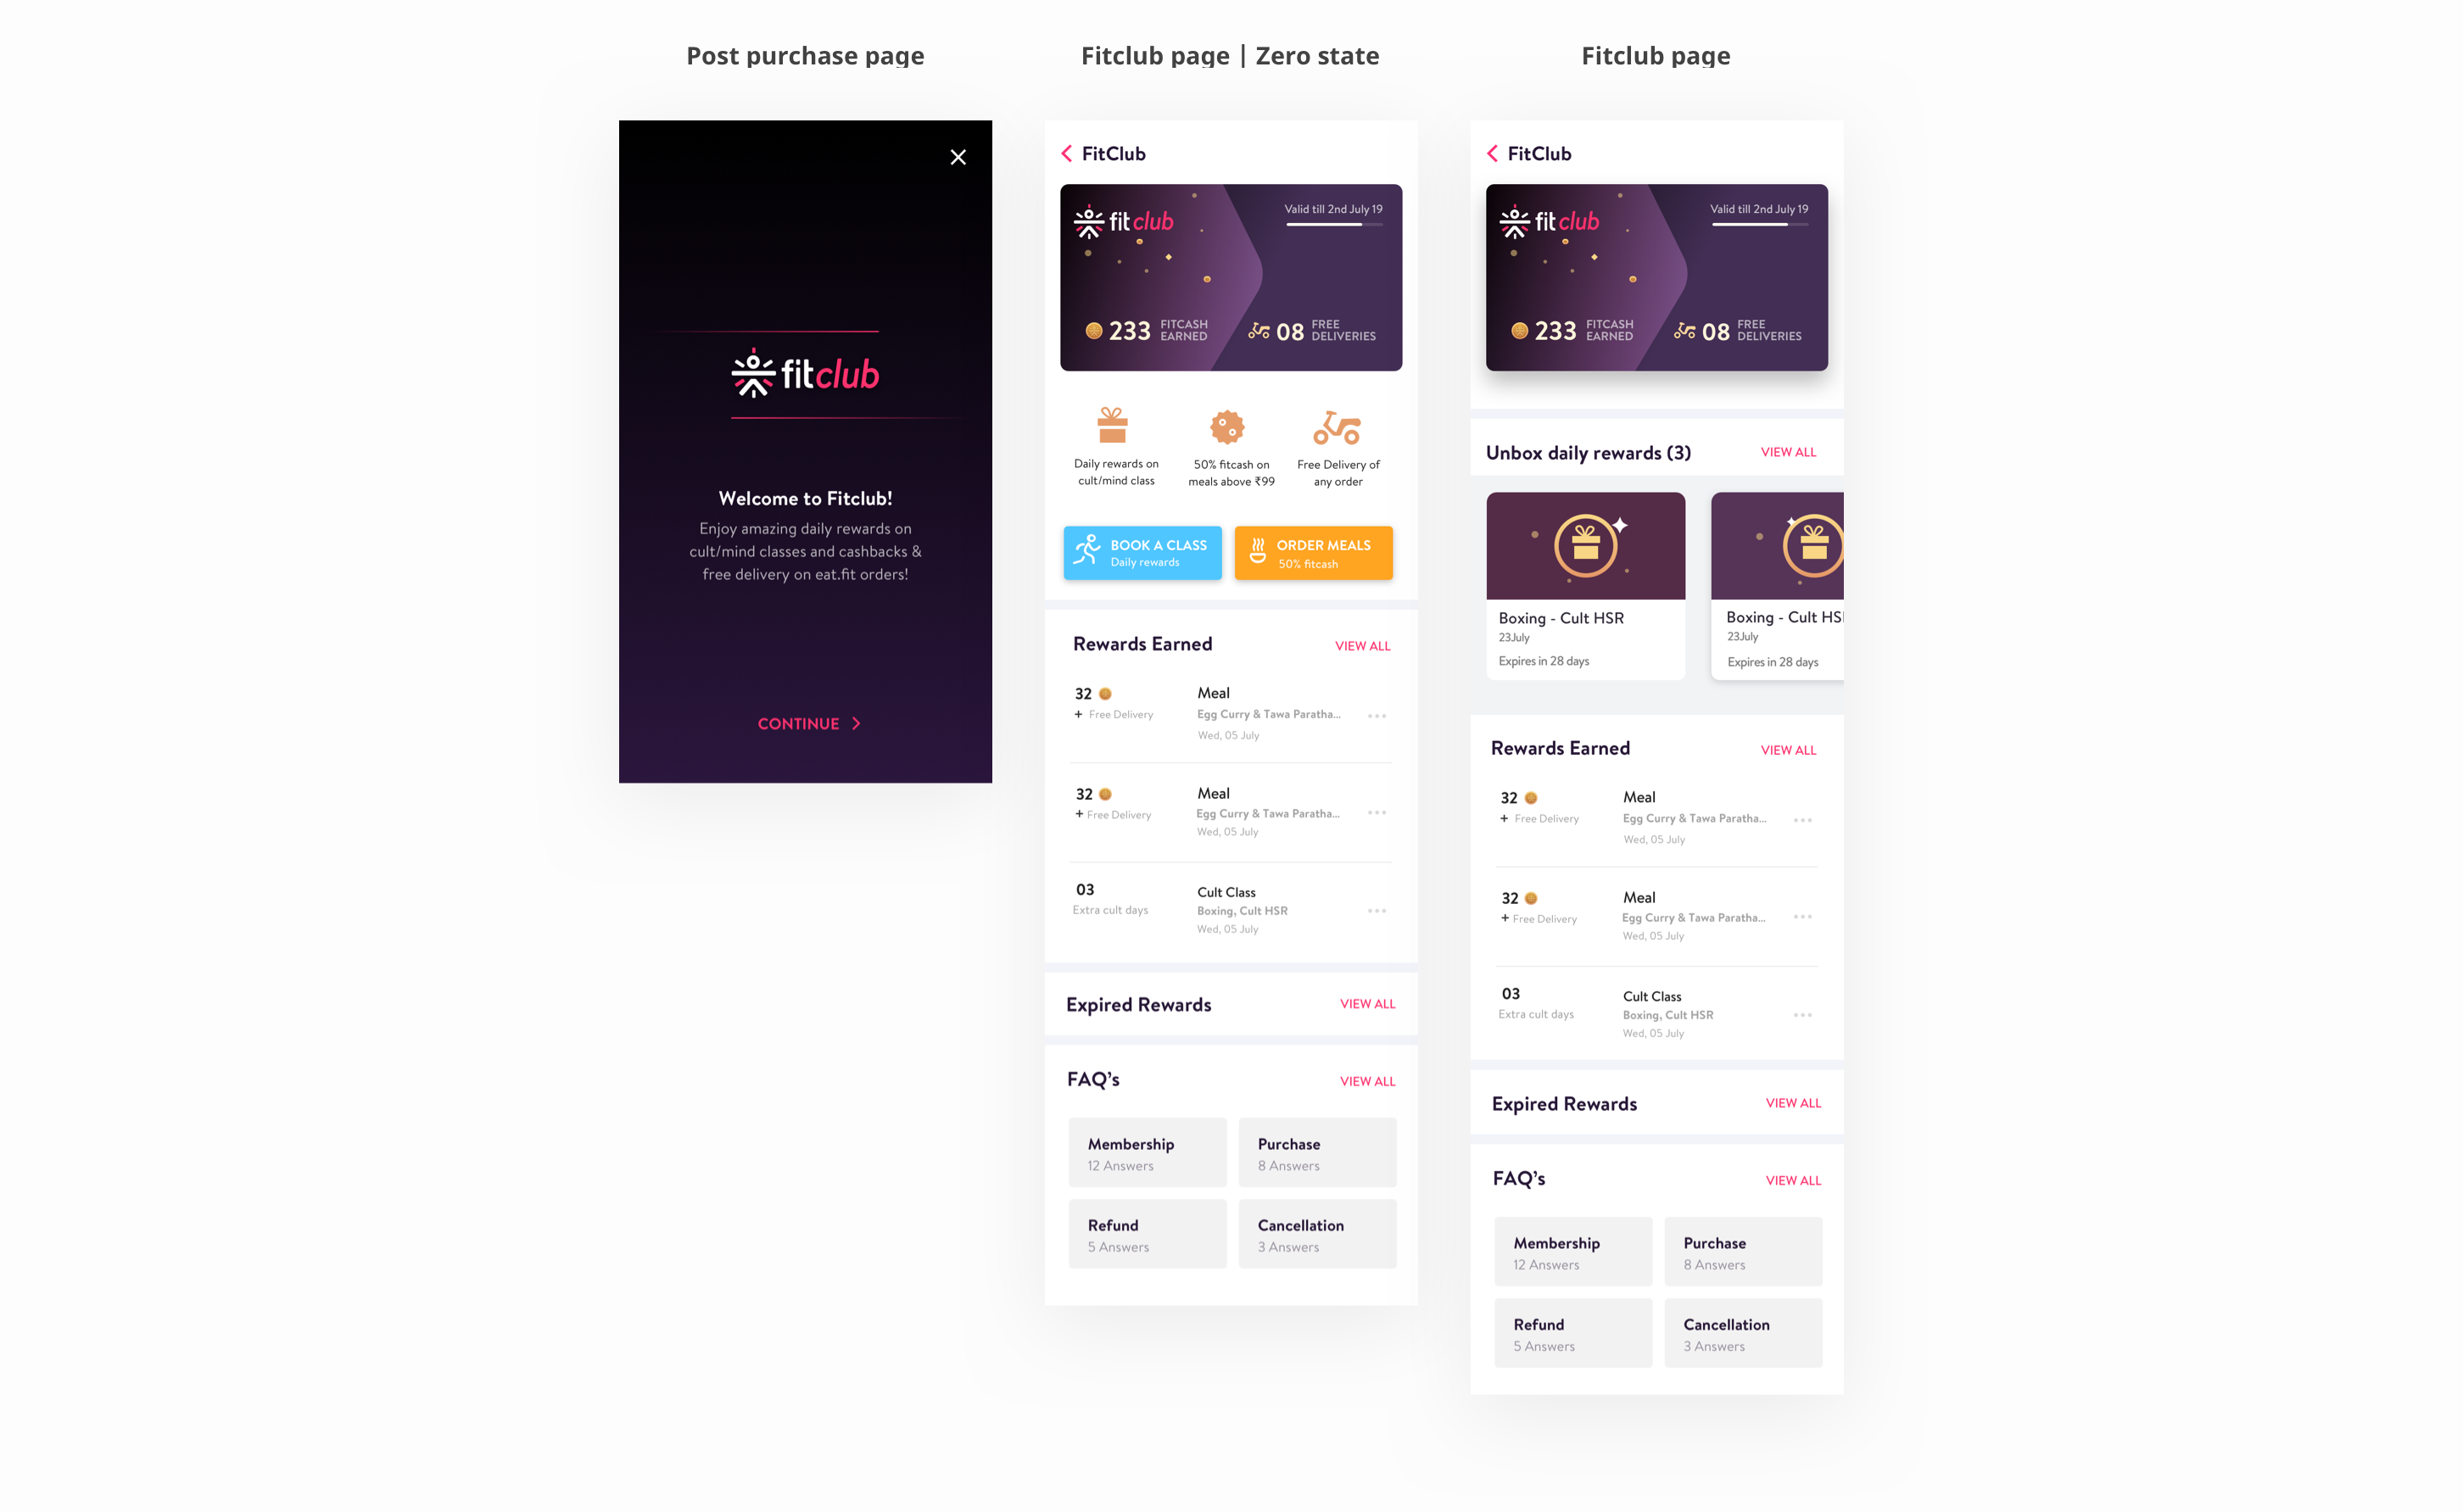 Post purchase page
fitclub
Welcome to Fitclub!
Enjoy amazing daily rewards on
cult/mind classes and cashbacks &
free delivery on eat.fit orders!
CONTINUE
Fitclub page | Zero state
FitClub
fitclub
Valid till 2nd July 19
233 FITCASH EARNED
08 FREE DELIVERIES
Daily rewards on
cult/mind class
50% fitcash on
meals above ₹99
Free Delivery of
any order
BOOK A CLASS
Daily rewards
ORDER MEALS
50% fitcash
Rewards Earned
VIEW ALL
32
+ Free Delivery
Meal
Egg Curry & Tawa Paratha...
Wed, 05 July
32
+ Free Delivery
Meal
Egg Curry & Tawa Paratha...
Wed, 05 July
03
Extra cult days
Cult Class
Boxing, Cult HSR
Wed, 05 July
Expired Rewards
VIEW ALL
FAQ’s
VIEW ALL
Membership
12 Answers
Purchase
8 Answers
Refund
5 Answers
Cancellation
3 Answers
Fitclub page
FitClub
fitclub
Valid till 2nd July 19
233 FITCASH EARNED
08 FREE DELIVERIES
Unbox daily rewards (3)
VIEW ALL
Boxing - Cult HSR
23July
Expires in 28 days
Boxing - Cult HS
23July
Expires in 28 days
Rewards Earned
VIEW ALL
32
+ Free Delivery
Meal
Egg Curry & Tawa Paratha...
Wed, 05 July
32
+ Free Delivery
Meal
Egg Curry & Tawa Paratha...
Wed, 05 July
03
Extra cult days
Cult Class
Boxing, Cult HSR
Wed, 05 July
Expired Rewards
VIEW ALL
FAQ’s
VIEW ALL
Membership
12 Answers
Purchase
8 Answers
Refund
5 Answers
Cancellation
3 Answers